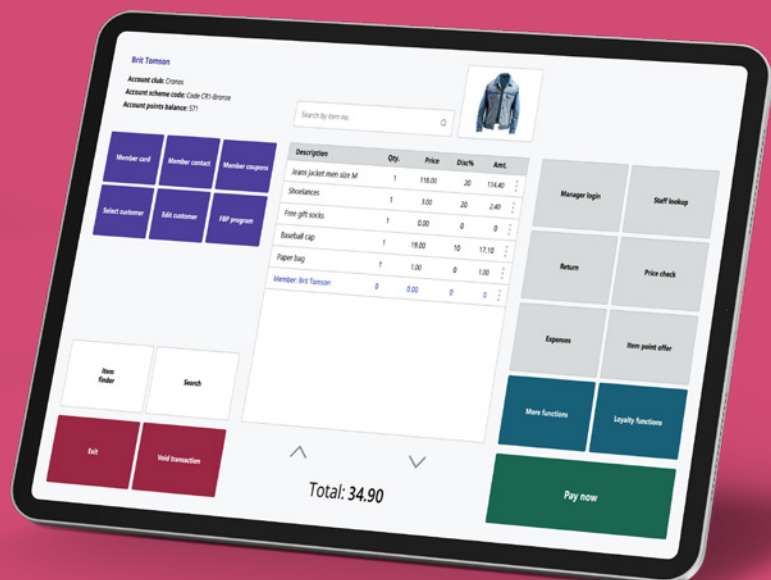 Brit Tomson
Account club: Cronos
Account scheme code: Code CR1-Bronze
Account points balance: 571
Member card
Member contact
Member coupons
Select customer
Edit customer
FBP program
Item
finder
Search
Exit
Void transaction
Search by item no.
Description Qty. Price Disc% Amt.
Jeans jacket men size M 1 118.00 20 114.40
Shoelances 1 3.00 20 2.40
Free gift socks 1 0.00 0 0
Baseball cap 1 19.00 10 17.10
Paper bag 1 1.00 0 1.00
Member: Brit Tomson 0 0.00 0 0
Total: 34.90
Manager login
Staff lookup
Return
Price check
Expenses
Item point offer
More functions
Loyalty functions
Pay now